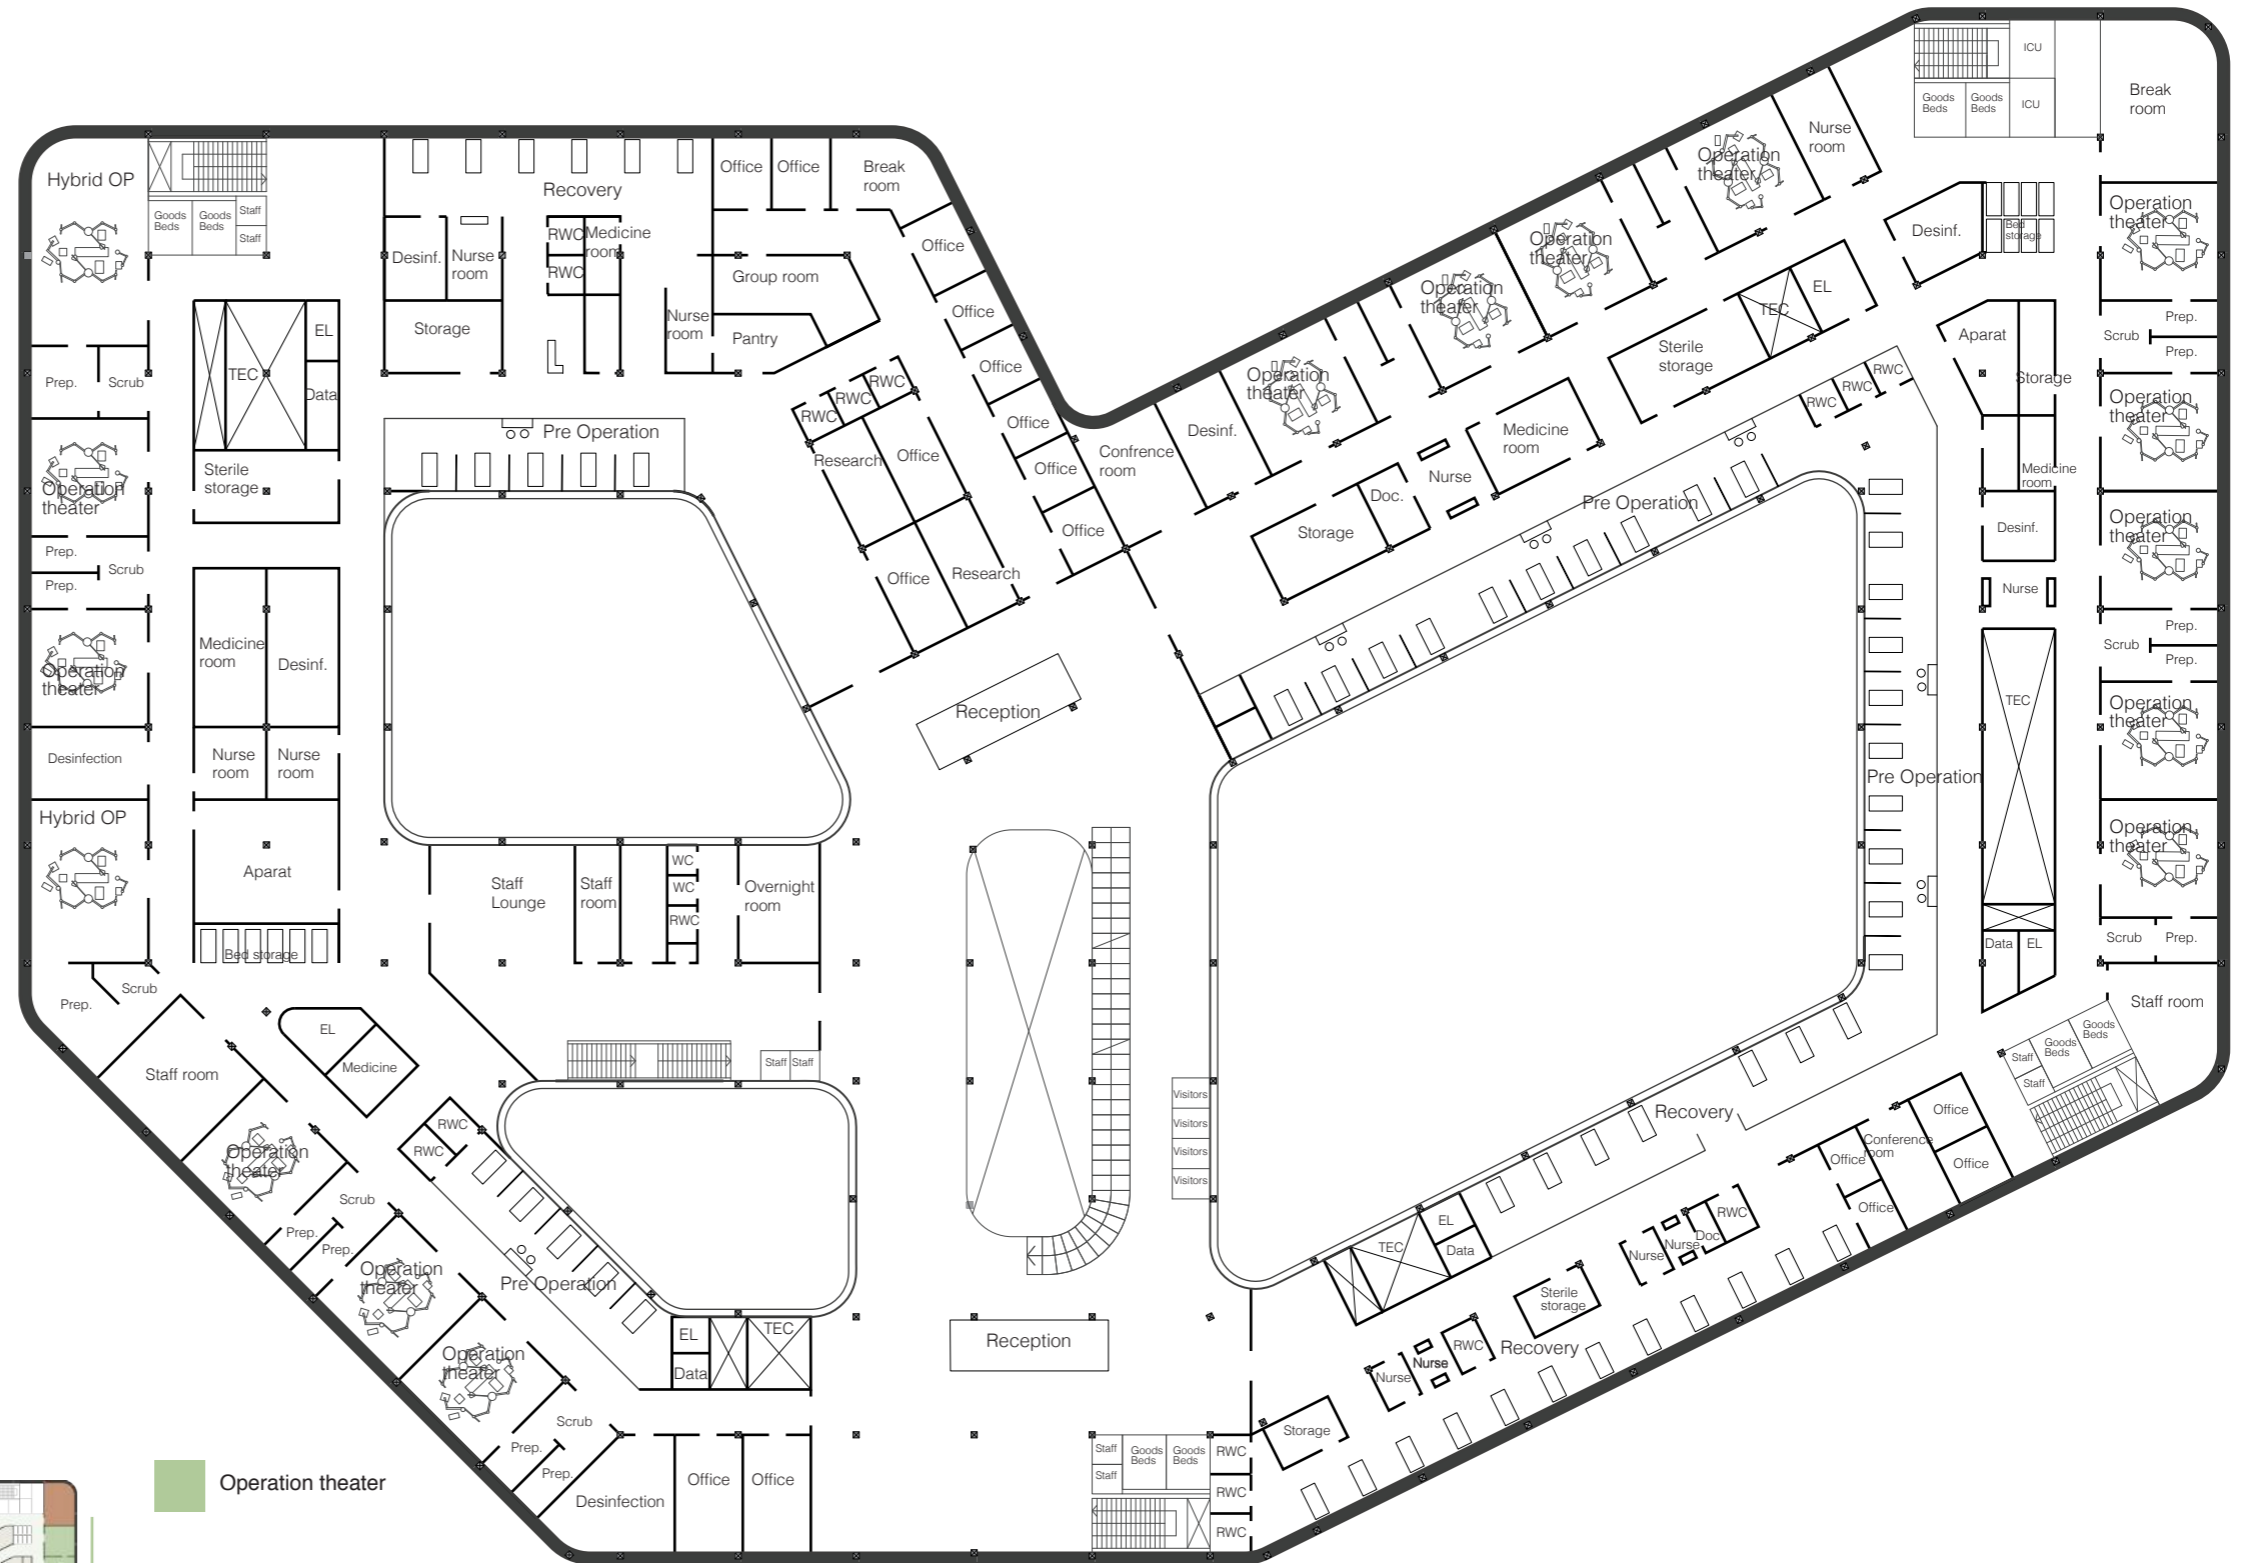 Hybrid OP
Goods
Beds
Goods
Beds
Staff
Staff
Recovery
Desinf.
Nurse
room
RWC
RWC
Medicine
room
Storage
Office
Office
Break
room
Group room
Nurse
room
Pantry
Office
Office
Office
Office
Office
Office
Prep.
Scrub
TEC
EL
Data
Sterile
storage
Operation
theater
Prep.
Prep.
Scrub
Pre Operation
RWC
RWC
RWC
Research
Office
Office
Research
Medicine
room
Desinf.
Operation
theater
Desinfection
Nurse
room
Nurse
room
Hybrid OP
Aparat
Bed storage
Prep.
Scrub
Reception
Staff
Lounge
Staff
room
WC
WC
RWC
Overnight
room
Staff
Staff
Staff room
EL
Medicine
RWC
RWC
Operation
theater
Scrub
Prep.
Prep.
Operation
theater
Pre Operation
Operation
theater
EL
Data
TEC
Scrub
Prep.
Prep.
Desinfection
Office
Office
Reception
Visitors
Visitors
Visitors
Visitors
Staff
Staff
Goods
Beds
Goods
Beds
RWC
RWC
RWC
Confrence
room
Desinf.
Operation
theater
Operation
theater
Operation
theater
Operation
theater
Nurse
room
Goods
Beds
Goods
Beds
ICU
ICU
Break
room
Storage
Doc.
Nurse
Medicine
room
Sterile
storage
TEC
EL
Desinf.
Bed
storage
Pre Operation
RWC
RWC
RWC
Aparat
Storage
Medicine
room
Desinf.
Nurse
TEC
Data
EL
Pre Operation
Operation
theater
Prep.
Scrub
Prep.
Operation
theater
Operation
theater
Prep.
Scrub
Prep.
Operation
theater
Operation
theater
Scrub
Prep.
Staff room
Staff
Staff
Goods
Beds
Goods
Beds
Recovery
Office
Office
Conference
room
Office
Office
TEC
EL
Data
Nurse
Nurse
Doc
RWC
Sterile
storage
Recovery
Nurse
Nurse
RWC
Storage
Operation theater